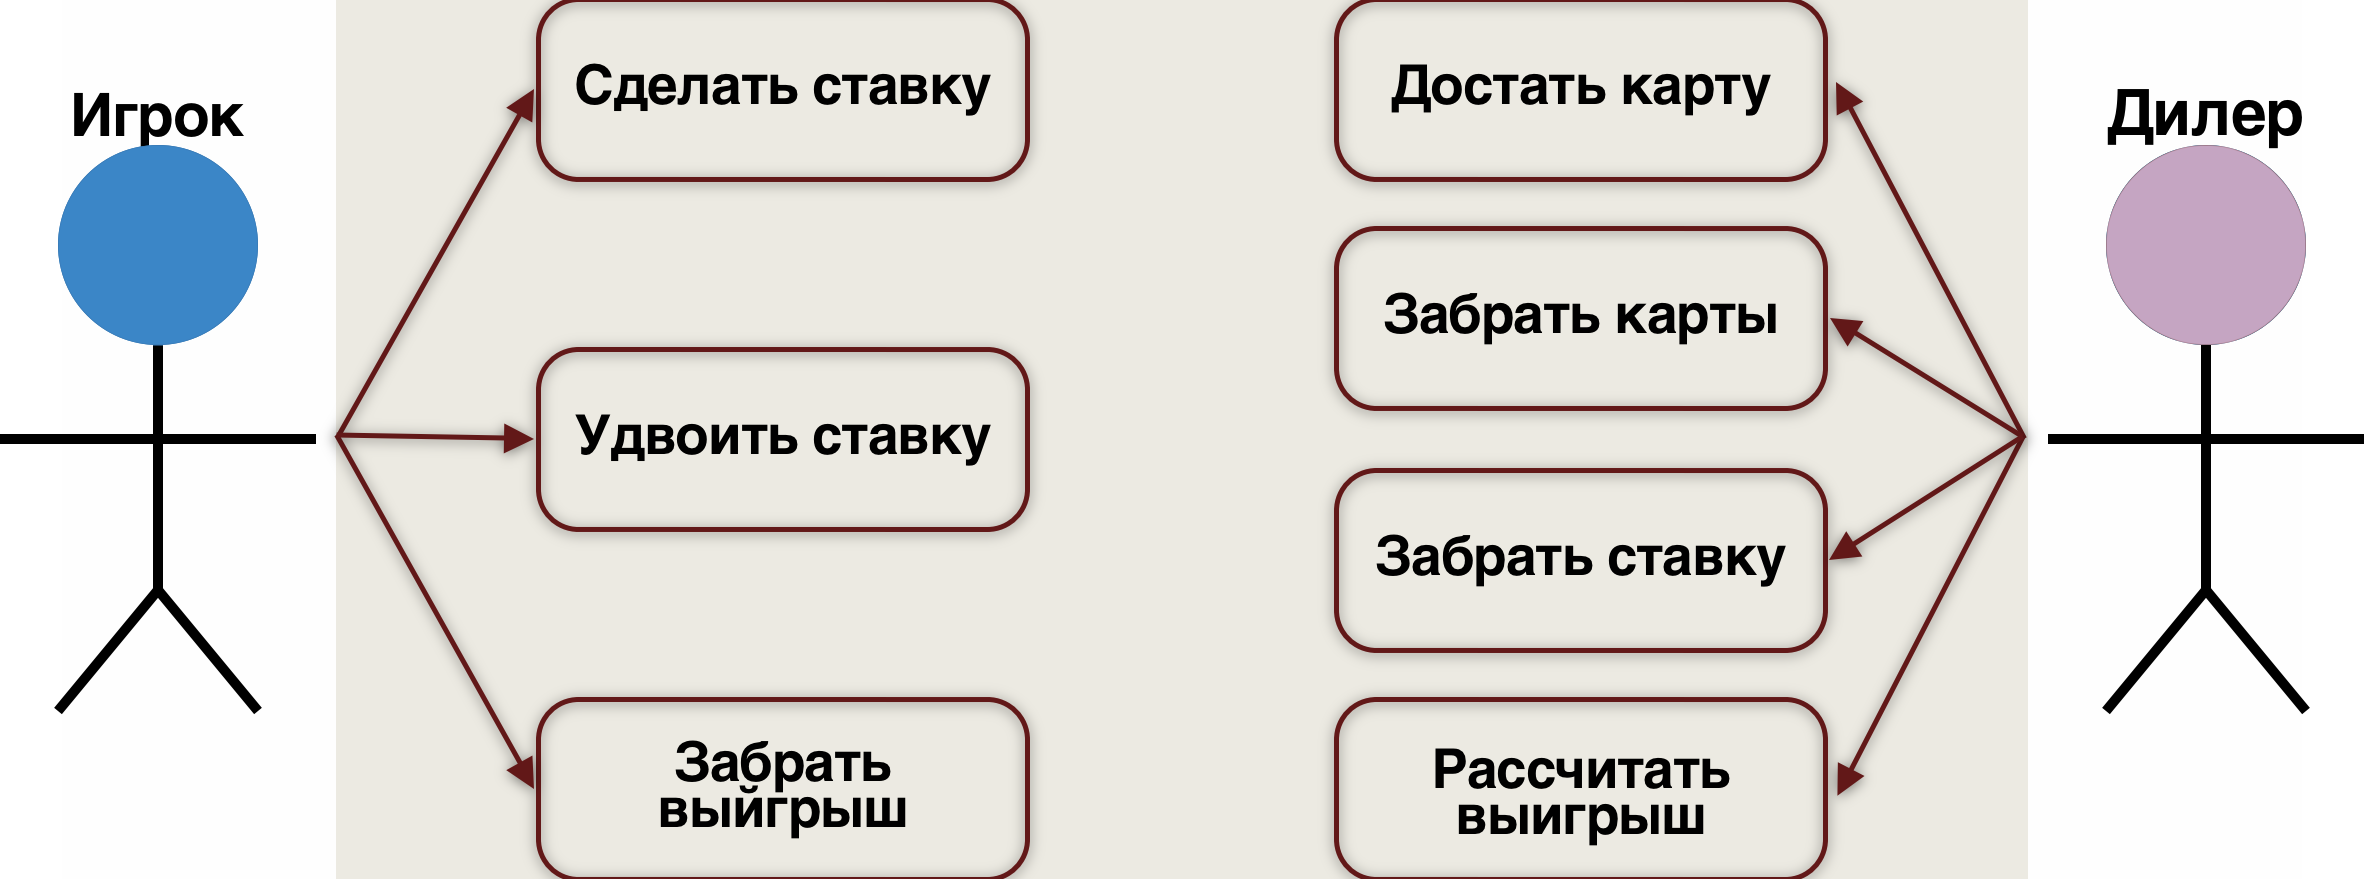 Игрок
Сделать ставку
Удвоить ставку
Забрать
выйгрыш
Достать карту
Забрать карты
Забрать ставку
Рассчитать
выигрыш
Дилер